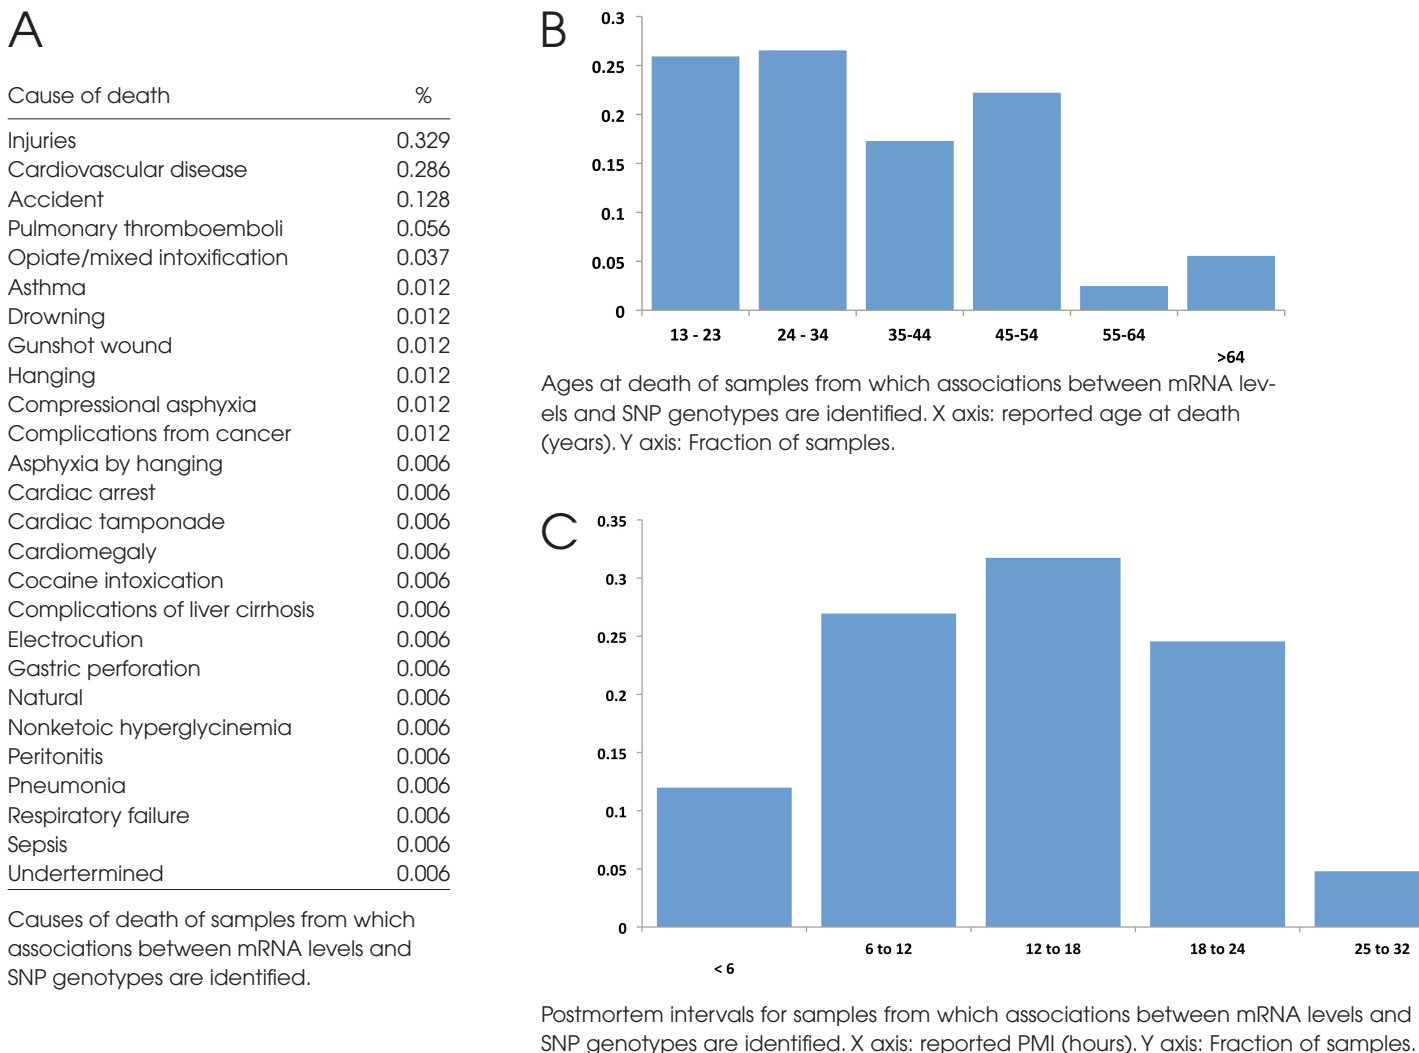 A
Cause of death %
Injuries 0.329
Cardiovascular disease 0.286
Accident 0.128
Pulmonary thromboemboli 0.056
Opiate/mixed intoxification 0.037
Asthma 0.012
Drowning 0.012
Gunshot wound 0.012
Hanging 0.012
Compressional asphyxia 0.012
Complications from cancer 0.012
Asphyxia by hanging 0.006
Cardiac arrest 0.006
Cardiac tamponade 0.006
Cardiomegaly 0.006
Cocaine intoxication 0.006
Complications of liver cirrhosis 0.006
Electrocution 0.006
Gastric perforation 0.006
Natural 0.006
Nonketoic hyperglycinemia 0.006
Peritonitis 0.006
Pneumonia 0.006
Respiratory failure 0.006
Sepsis 0.006
Undertermined 0.006
Causes of death of samples from which
associations between mRNA levels and
SNP genotypes are identified.
B
0.3
0.25
0.2
0.15
0.1
0.05
0
13 - 23 24 - 34 35-44 45-54 55-64 >64
Ages at death of samples from which associations between mRNA lev-
els and SNP genotypes are identified. X axis: reported age at death
(years). Y axis: Fraction of samples.
C
0.35
0.3
0.25
0.2
0.15
0.1
0.05
0
< 6 6 to 12 12 to 18 18 to 24 25 to 32
Postmortem intervals for samples from which associations between mRNA levels and
SNP genotypes are identified. X axis: reported PMI (hours). Y axis: Fraction of samples.